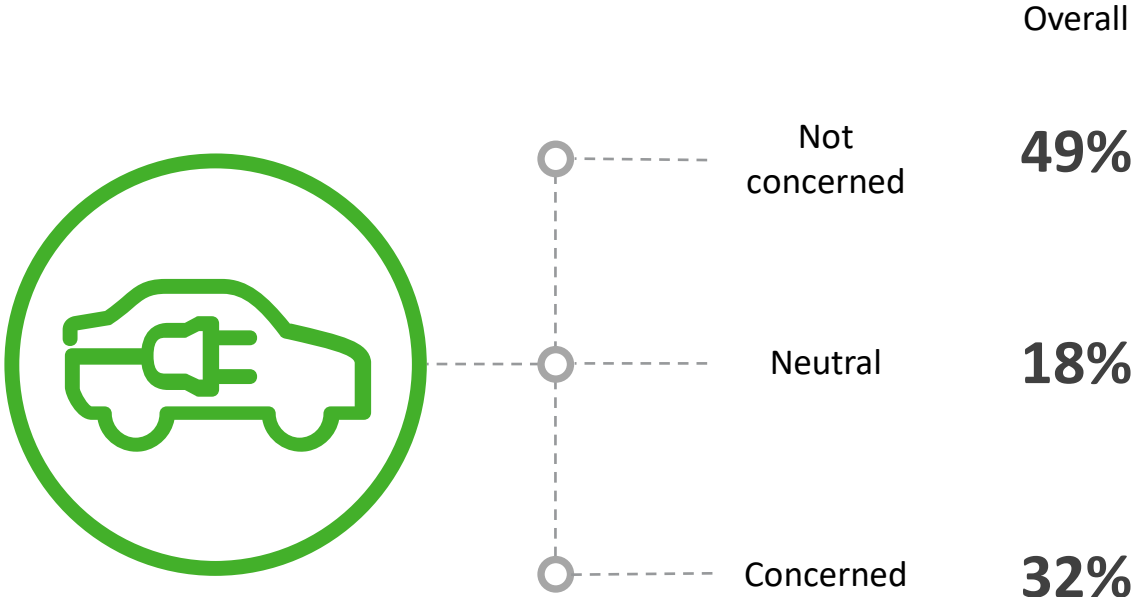 Overall
Not
concerned
49%
Neutral
18%
Concerned
32%